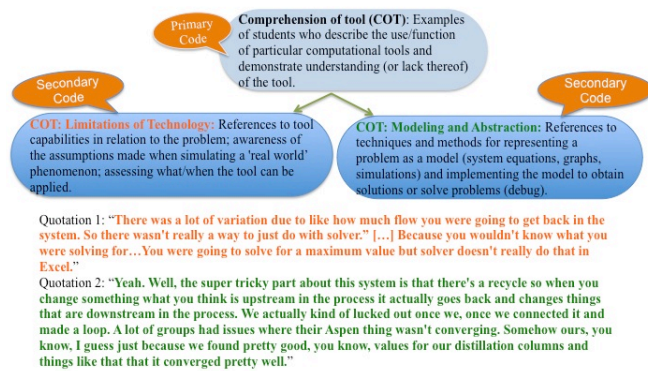 Primary
Code
Comprehension of tool (COT): Examples
of students who describe the use/function
of particular computational tools and
demonstrate understanding (or lack thereof)
of the tool.
Secondary
Code
Secondary
Code
COT: Limitations of Technology: References to tool
capabilities in relation to the problem; awareness of
the assumptions made when simulating a 'real world'
phenomenon; assessing what/when the tool can be
applied.
COT: Modeling and Abstraction: References to
techniques and methods for representing a
problem as a model (system equations, graphs,
simulations) and implementing the model to obtain
solutions or solve problems (debug).
Quotation 1: “There was a lot of variation due to like how much flow you were going to get back in the
system. So there wasn't really a way to just do with solver.” […] Because you wouldn't know what you
were solving for…You were going to solve for a maximum value but solver doesn't really do that in
Excel.”
Quotation 2: “Yeah. Well, the super tricky part about this system is that there's a recycle so when you
change something what you think is upstream in the process it actually goes back and changes things
that are downstream in the process. We actually kind of lucked out once we, once we connected it and
made a loop. A lot of groups had issues where their Aspen thing wasn't converging. Somehow ours, you
know, I guess just because we found pretty good, you know, values for our distillation columns and
things like that that it converged pretty well.”